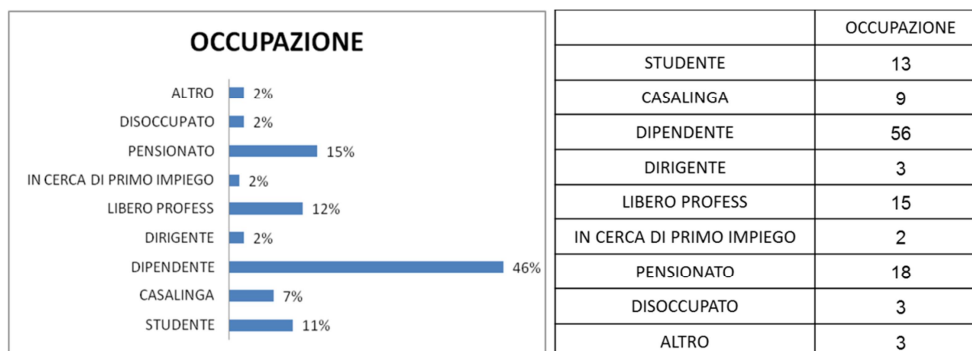 OCCUPAZIONE
ALTRO 2%
DISOCCUPATO 2%
PENSIONATO 15%
IN CERCA DI PRIMO IMPIEGO 2%
LIBERO PROFESS 12%
DIRIGENTE 2%
DIPENDENTE 46%
CASALINGA 7%
STUDENTE 11%
OCCUPAZIONE
STUDENTE 13
CASALINGA 9
DIPENDENTE 56
DIRIGENTE 3
LIBERO PROFESS 15
IN CERCA DI PRIMO IMPIEGO 2
PENSIONATO 18
DISOCCUPATO 3
ALTRO 3